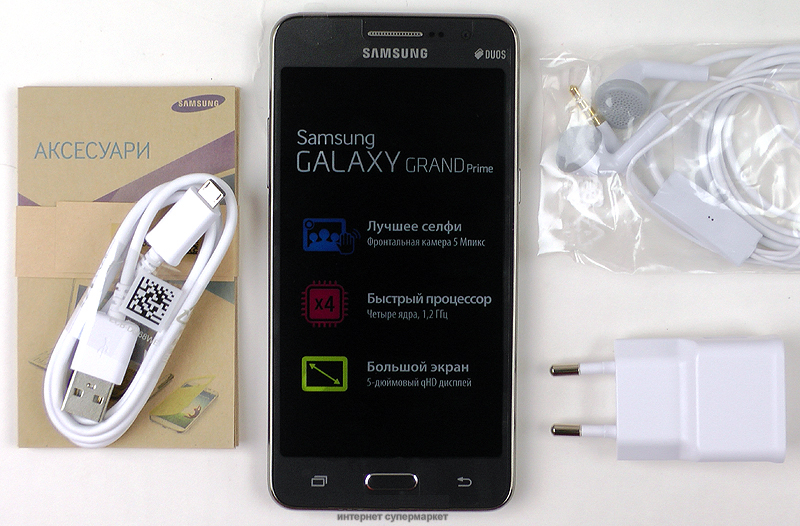 SAMSUNG
АКСЕСУАРИ
SAMSUNG
DUOS
Samsung
GALAXY GRAND Prime
Лучшее селфи
Фронтальная камера 5 Мпикс
x4
Быстрый процессор
Четыре ядра, 1,2 ГГц
Большой экран
5-дюймовый qHD дисплей
интернет супермаркет